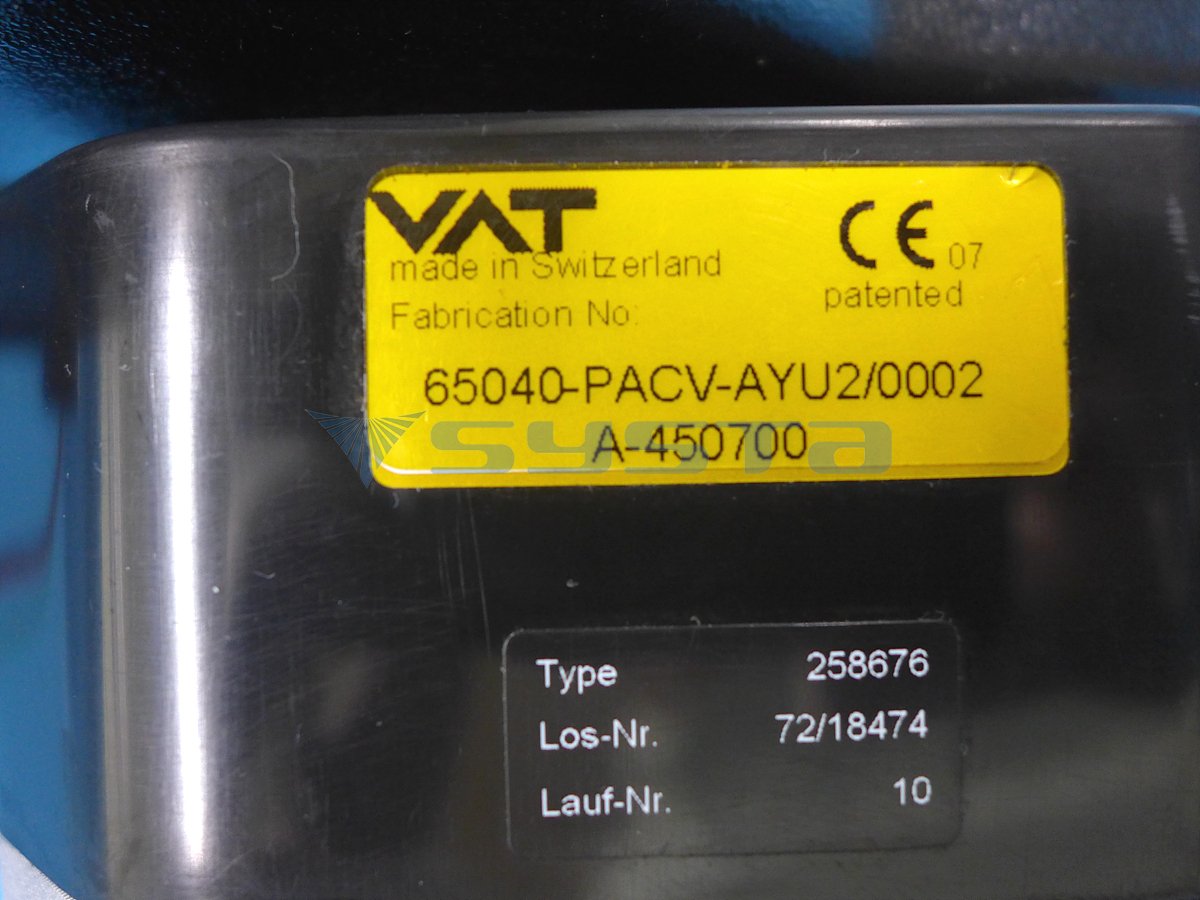 VAT
CE 07
made in Switzerland
patented
Fabrication No:
65040-PACV-AYU2/0002
A-450700
systa
Type 258676
Los-Nr. 72/18474
Lauf-Nr. 10